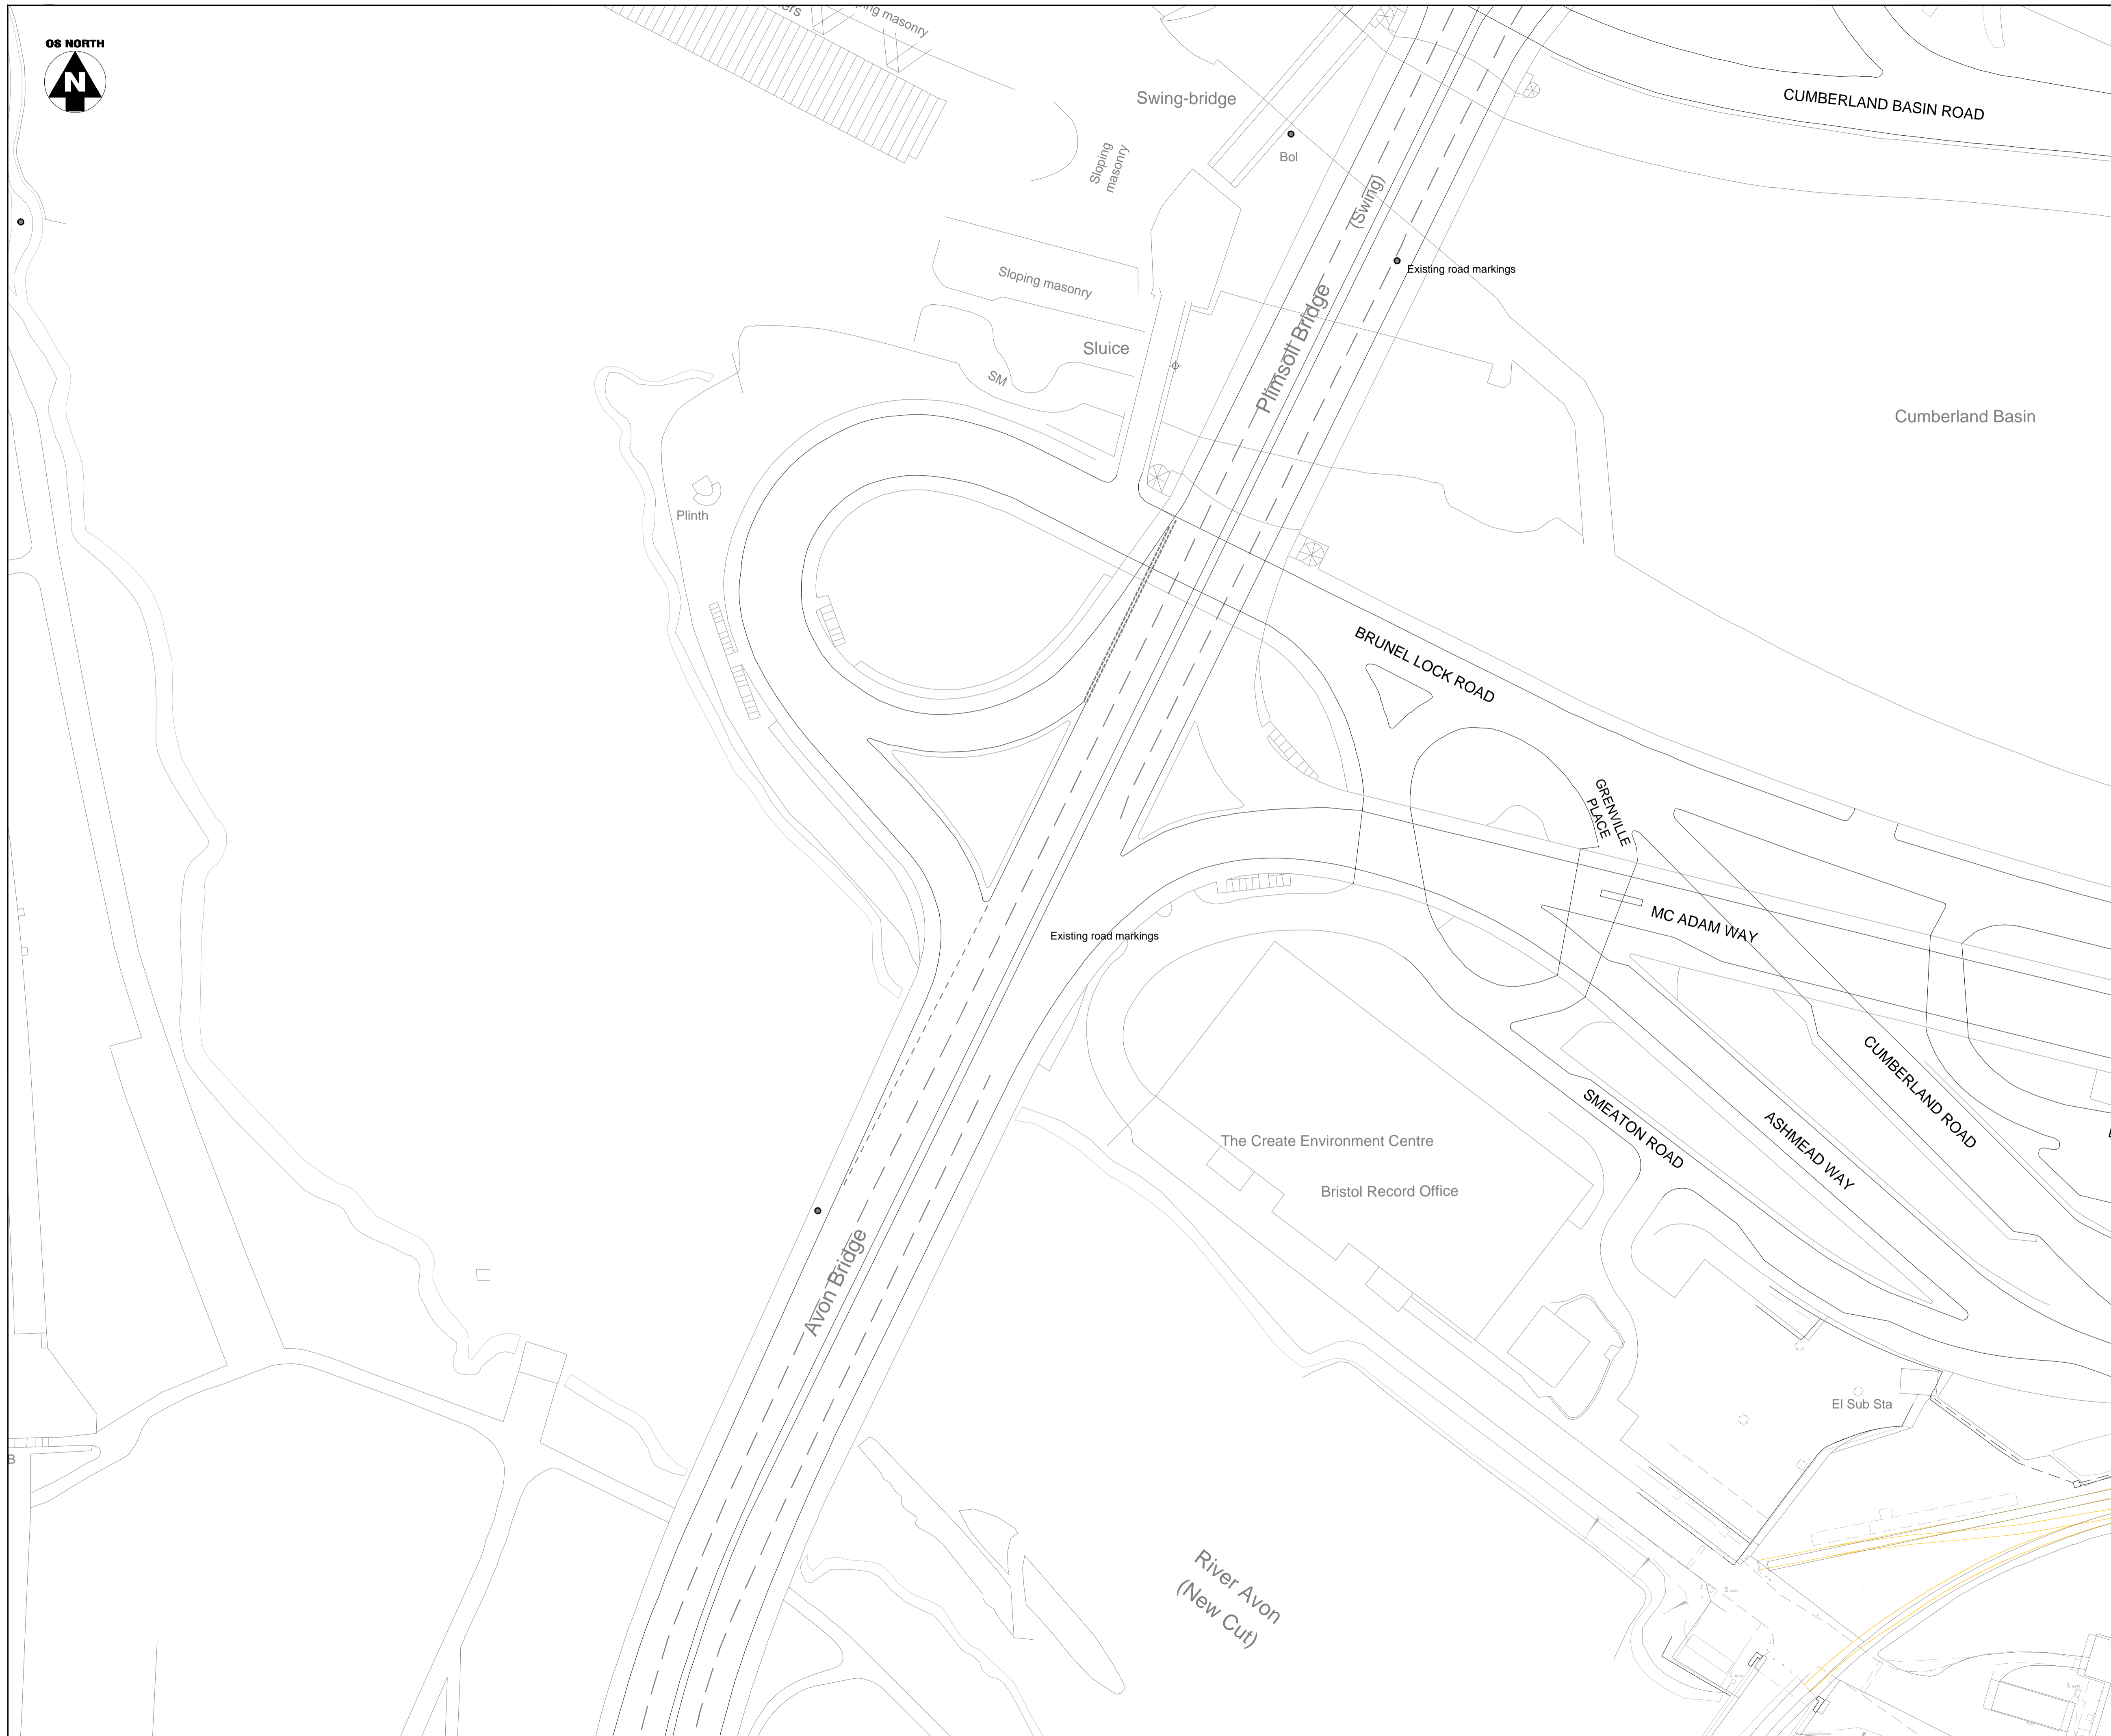 OS NORTH
N
masonry
Swing-bridge
Bol
Sloping
masonry
CUMBERLAND BASIN ROAD
(Swing)
Existing road markings
Sloping masonry
Plimsoll Bridge
Sluice
SM
Cumberland Basin
Plinth
BRUNEL LOCK ROAD
GRENVILLE
PLACE
MC ADAM WAY
Existing road markings
CUMBERLAND ROAD
SMEATON ROAD
ASHMEAD WAY
The Create Environment Centre
Bristol Record Office
Avon Bridge
El Sub Sta
B
River Avon
(New Cut)